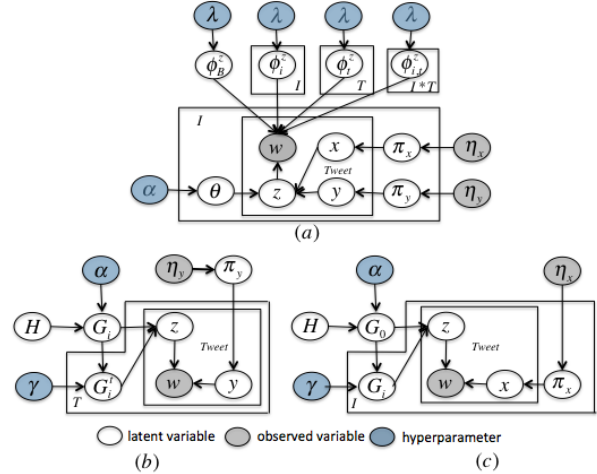 λ λ λ λ
ϕ_B^z ϕ_i^z ϕ_t^z ϕ_{i,t}^z
I T I*T
I
w x π_x η_x
Tweet
α θ z y π_y η_y
(a)
α η_y π_y
H G_i z
Tweet
γ G_i^t w y
T
α η_x
H G_0 z
Tweet
γ G_i w x π_x
I
latent variable observed variable hyperparameter
(b) (c)